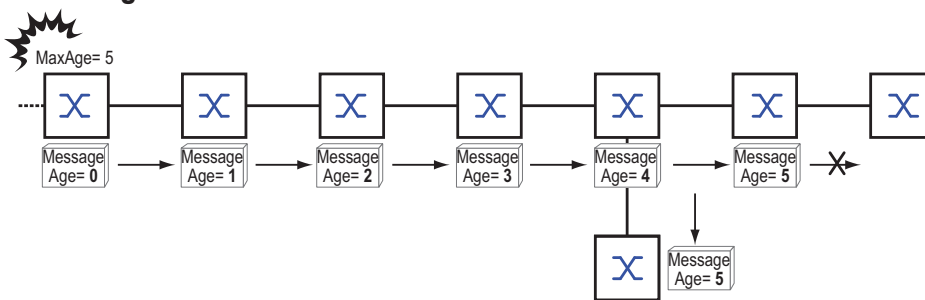 MaxAge= 5
Message
Age= 0
Message
Age= 1
Message
Age= 2
Message
Age= 3
Message
Age= 4
Message
Age= 5
Message
Age= 5